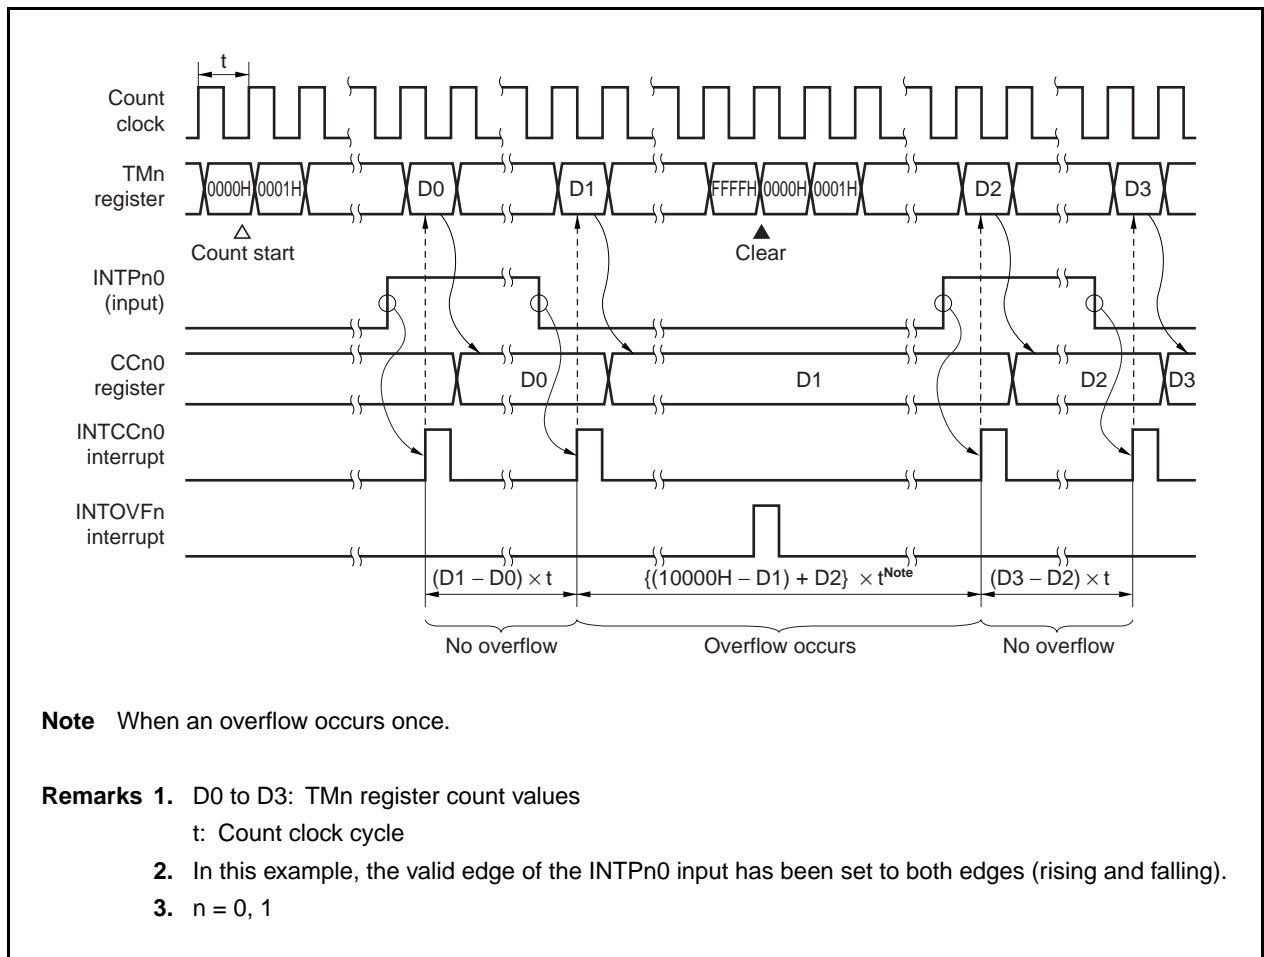 t
Count
clock
TMn
register
0000H 0001H D0 D1 FFFFH 0000H 0001H D2 D3
Count start
Clear
INTPn0
(input)
CCn0
register
D0 D1 D2 D3
INTCCn0
interrupt
INTOVFn
interrupt
(D1 − D0) × t {(10000H − D1) + D2} × tNote (D3 − D2) × t
No overflow Overflow occurs No overflow
Note When an overflow occurs once.
Remarks 1. D0 to D3: TMn register count values
t: Count clock cycle
2. In this example, the valid edge of the INTPn0 input has been set to both edges (rising and falling).
3. n = 0, 1